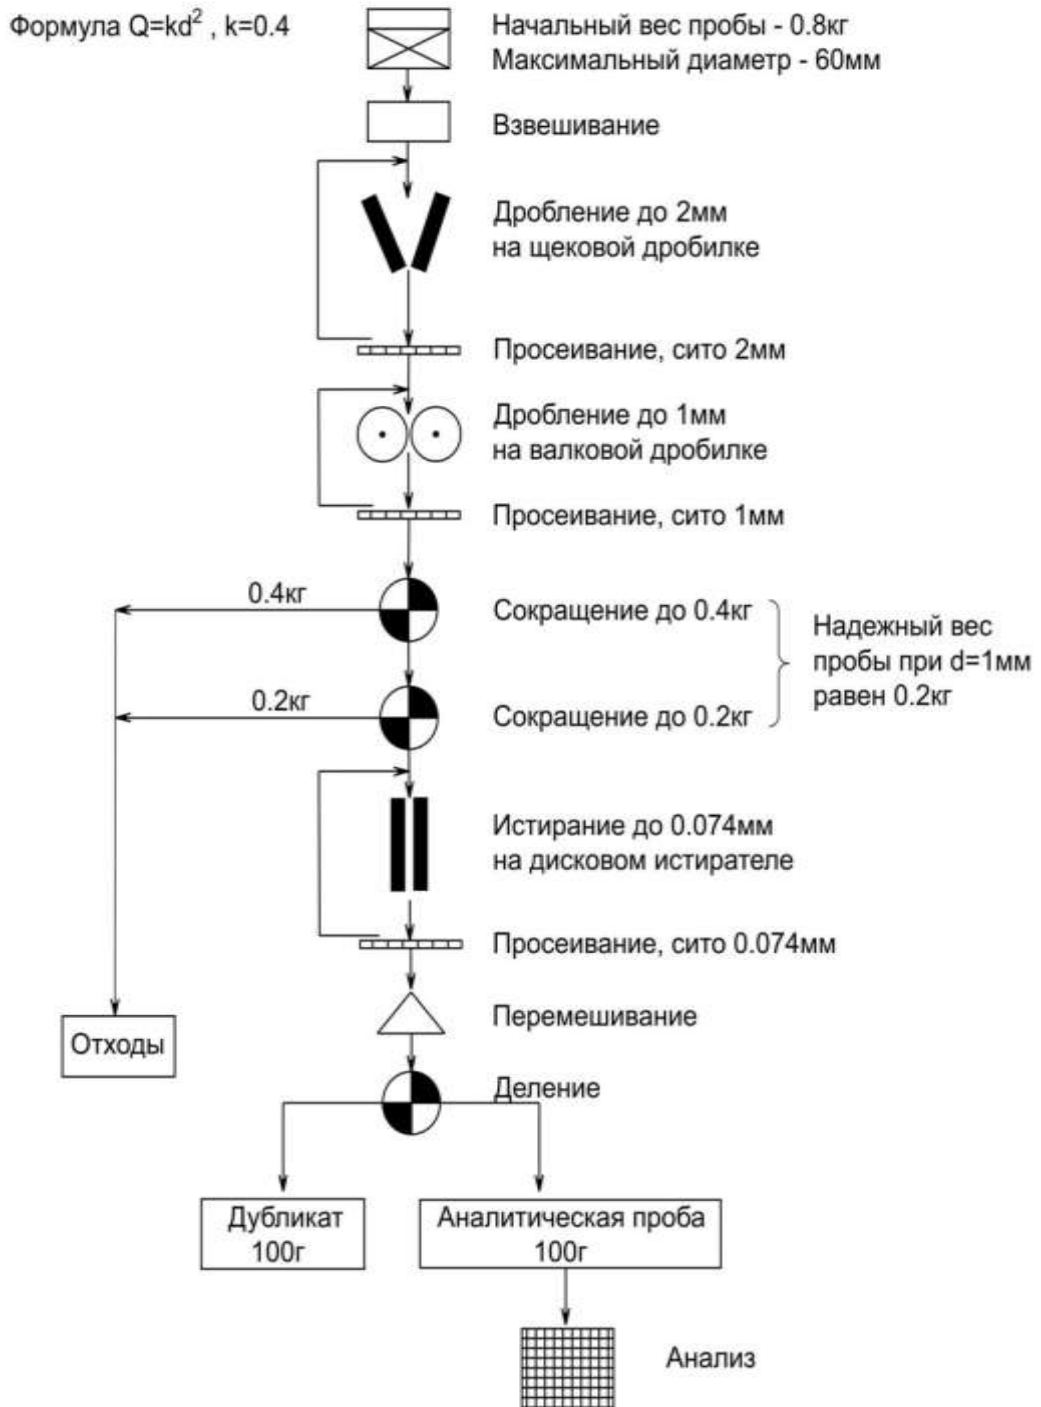 Формула Q=kd² , k=0.4
Начальный вес пробы - 0.8кг
Максимальный диаметр - 60мм
Взвешивание
Дробление до 2мм
на щековой дробилке
Просеивание, сито 2мм
Дробление до 1мм
на валковой дробилке
Просеивание, сито 1мм
0.4кг
Сокращение до 0.4кг
Надежный вес
пробы при d=1мм
равен 0.2кг
0.2кг
Сокращение до 0.2кг
Истирание до 0.074мм
на дисковом истирателе
Просеивание, сито 0.074мм
Перемешивание
Отходы
Деление
Дубликат
100г
Аналитическая проба
100г
Анализ